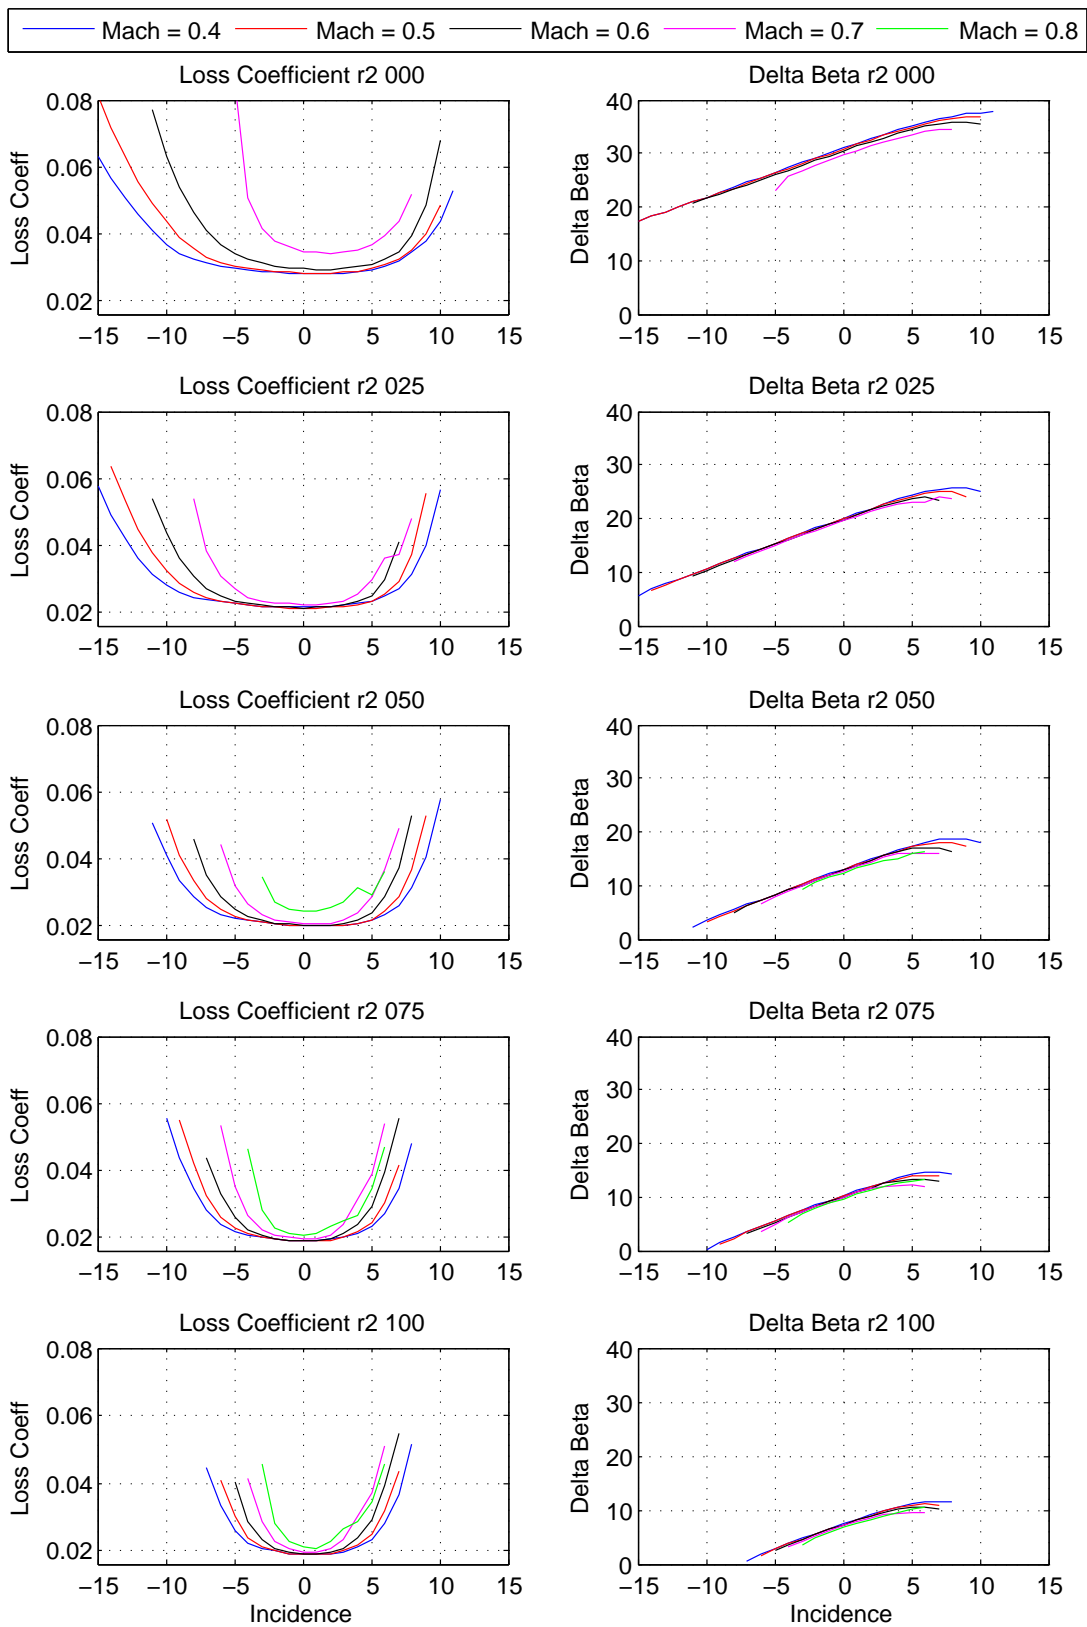 Mach = 0.4 Mach = 0.5 Mach = 0.6 Mach = 0.7 Mach = 0.8
Loss Coefficient r2 000
Loss Coeff
0.08
0.06
0.04
0.02
−15 −10 −5 0 5 10 15
Delta Beta r2 000
Delta Beta
40
30
20
10
0
−15 −10 −5 0 5 10 15
Loss Coefficient r2 025
Loss Coeff
0.08
0.06
0.04
0.02
−15 −10 −5 0 5 10 15
Delta Beta r2 025
Delta Beta
40
30
20
10
0
−15 −10 −5 0 5 10 15
Loss Coefficient r2 050
Loss Coeff
0.08
0.06
0.04
0.02
−15 −10 −5 0 5 10 15
Delta Beta r2 050
Delta Beta
40
30
20
10
0
−15 −10 −5 0 5 10 15
Loss Coefficient r2 075
Loss Coeff
0.08
0.06
0.04
0.02
−15 −10 −5 0 5 10 15
Delta Beta r2 075
Delta Beta
40
30
20
10
0
−15 −10 −5 0 5 10 15
Loss Coefficient r2 100
Loss Coeff
0.08
0.06
0.04
0.02
−15 −10 −5 0 5 10 15
Incidence
Delta Beta r2 100
Delta Beta
40
30
20
10
0
−15 −10 −5 0 5 10 15
Incidence